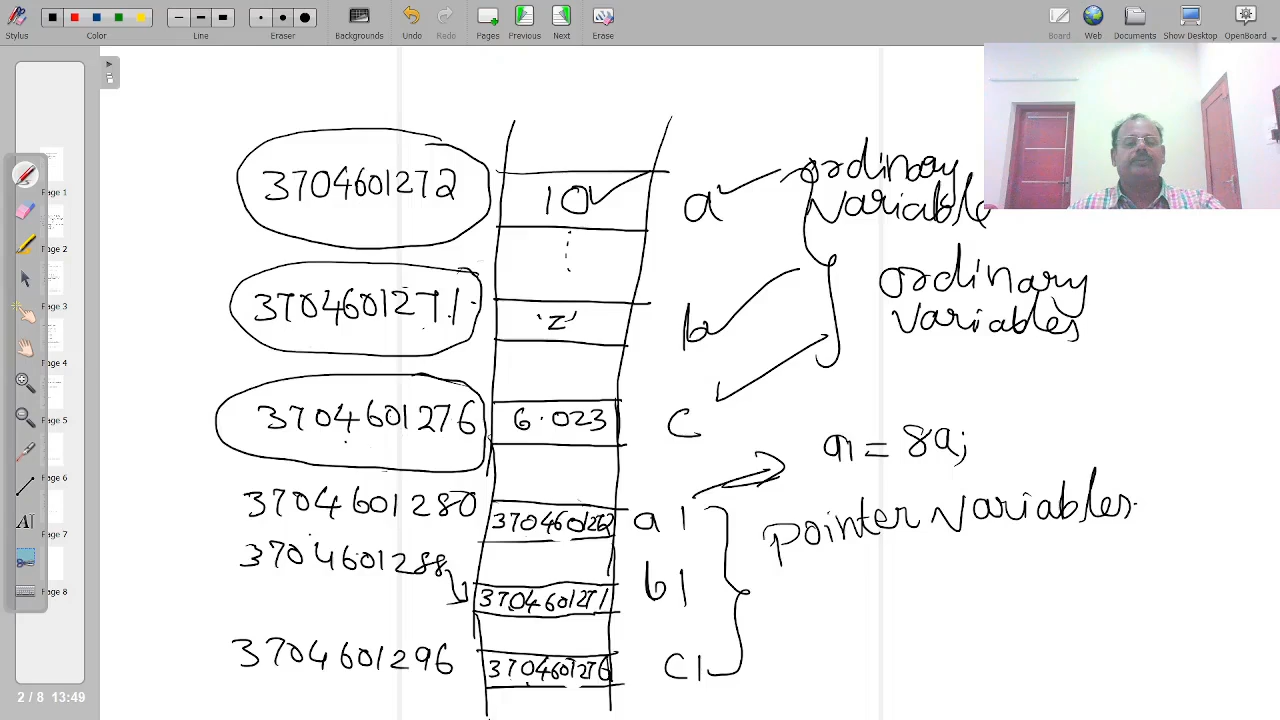 Stylus
Color
Line
Eraser
Backgrounds
Undo
Redo
Pages
Previous
Next
Erase
Board
Web
Documents
Show Desktop
OpenBoard
Page 1
Page 2
Page 3
Page 4
Page 5
Page 6
Page 7
Page 8
2 / 8 13:49
3704601272 10 a ordinary
variable
3704601271 'z' b ordinary
variables
3704601276 6.023 c
a1 = &a;
3704601280 3704601262 a1 pointer variables.
3704601288 3704601271 b1
3704601296 3704601276 c1